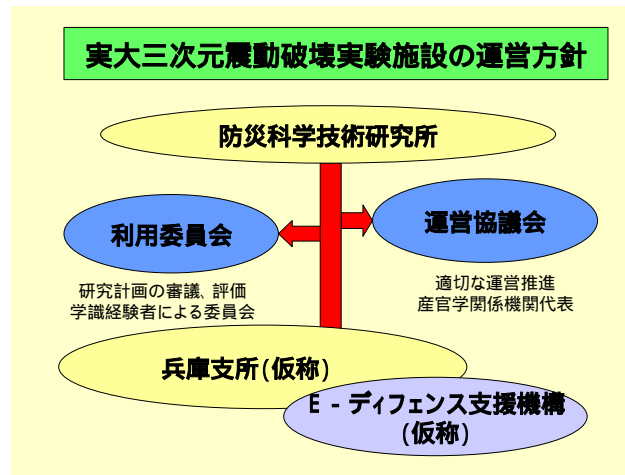 実大三次元震動破壊実験施設の運営方針
防災科学技術研究所
利用委員会
運営協議会
研究計画の審議、評価
学識経験者による委員会
適切な運営推進
産官学関係機関代表
兵庫支所(仮称)
E - ディフェンス支援機構
(仮称)